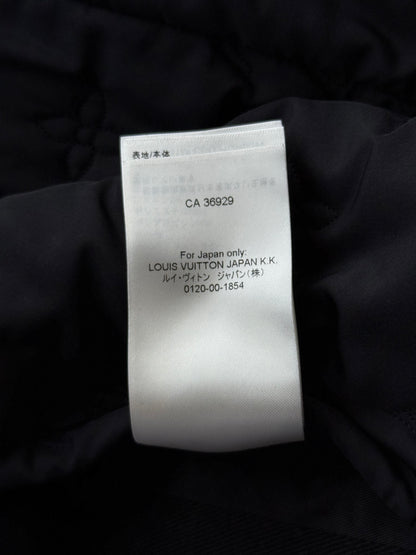 表地/本体
CA 36929
For Japan only:
LOUIS VUITTON JAPAN K.K.
ルイ・ヴィトン ジャパン(株)
0120-00-1854